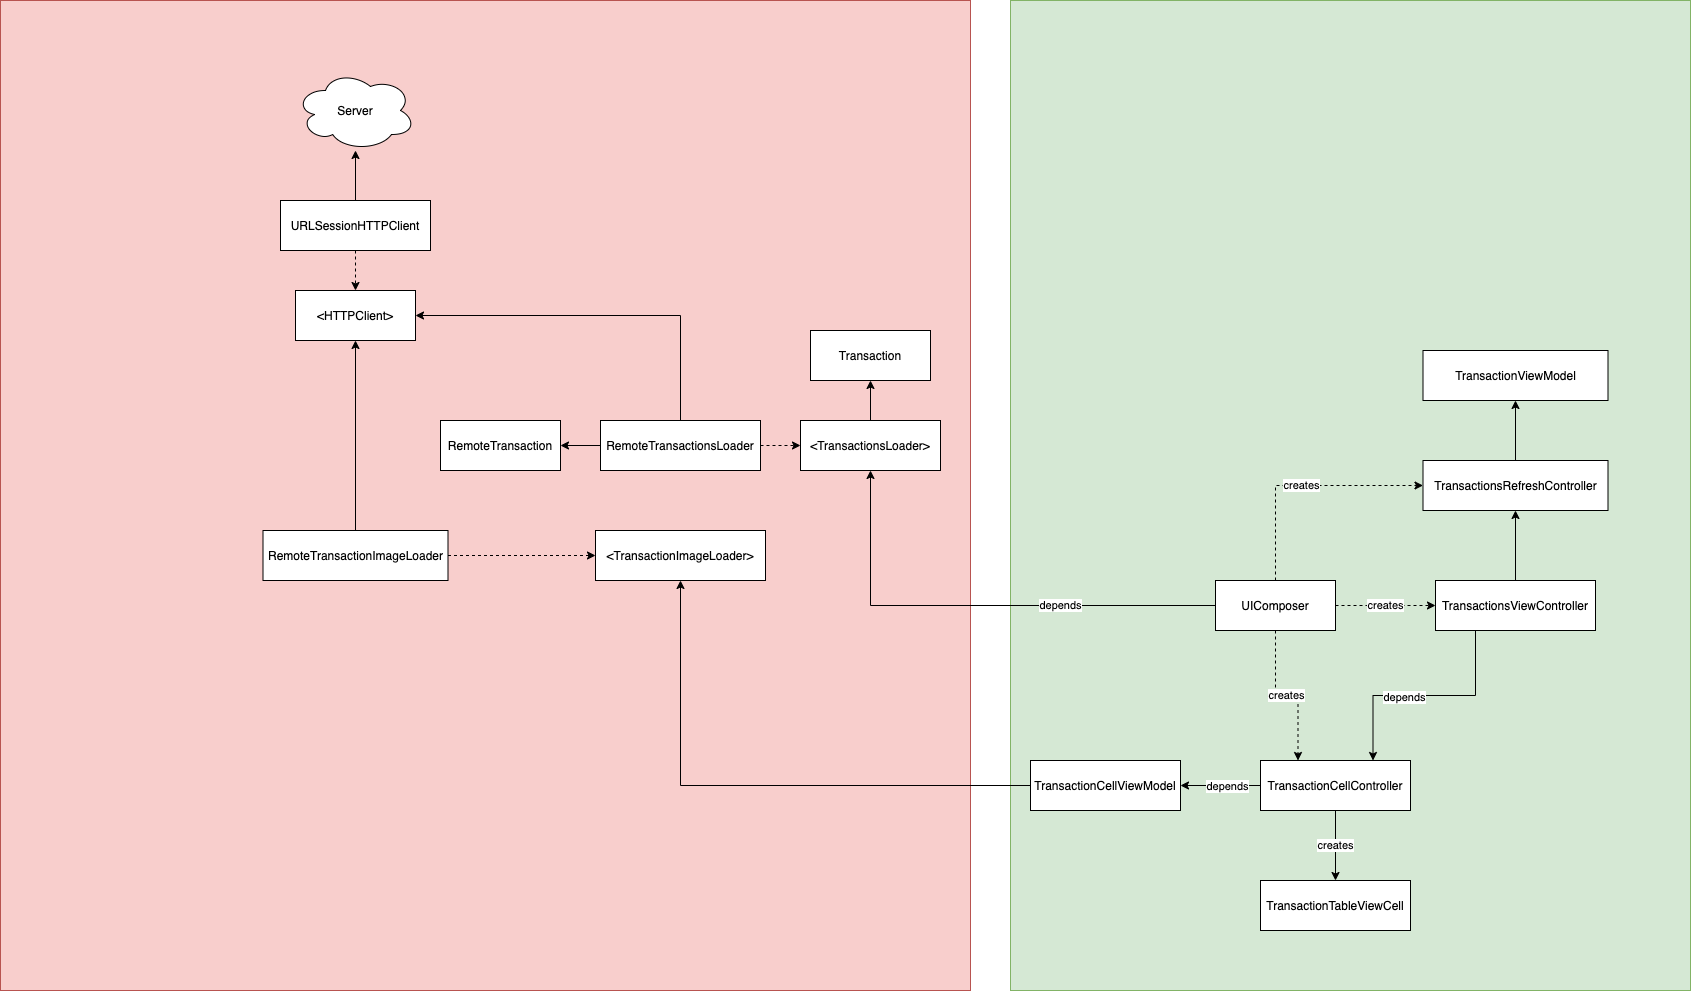 Server
URLSessionHTTPClient
<HTTPClient>
Transaction
RemoteTransaction
RemoteTransactionsLoader
<TransactionsLoader>
RemoteTransactionImageLoader
<TransactionImageLoader>
TransactionViewModel
creates
TransactionsRefreshController
depends
UIComposer
creates
TransactionsViewController
creates
depends
TransactionCellViewModel
depends
TransactionCellController
creates
TransactionTableViewCell